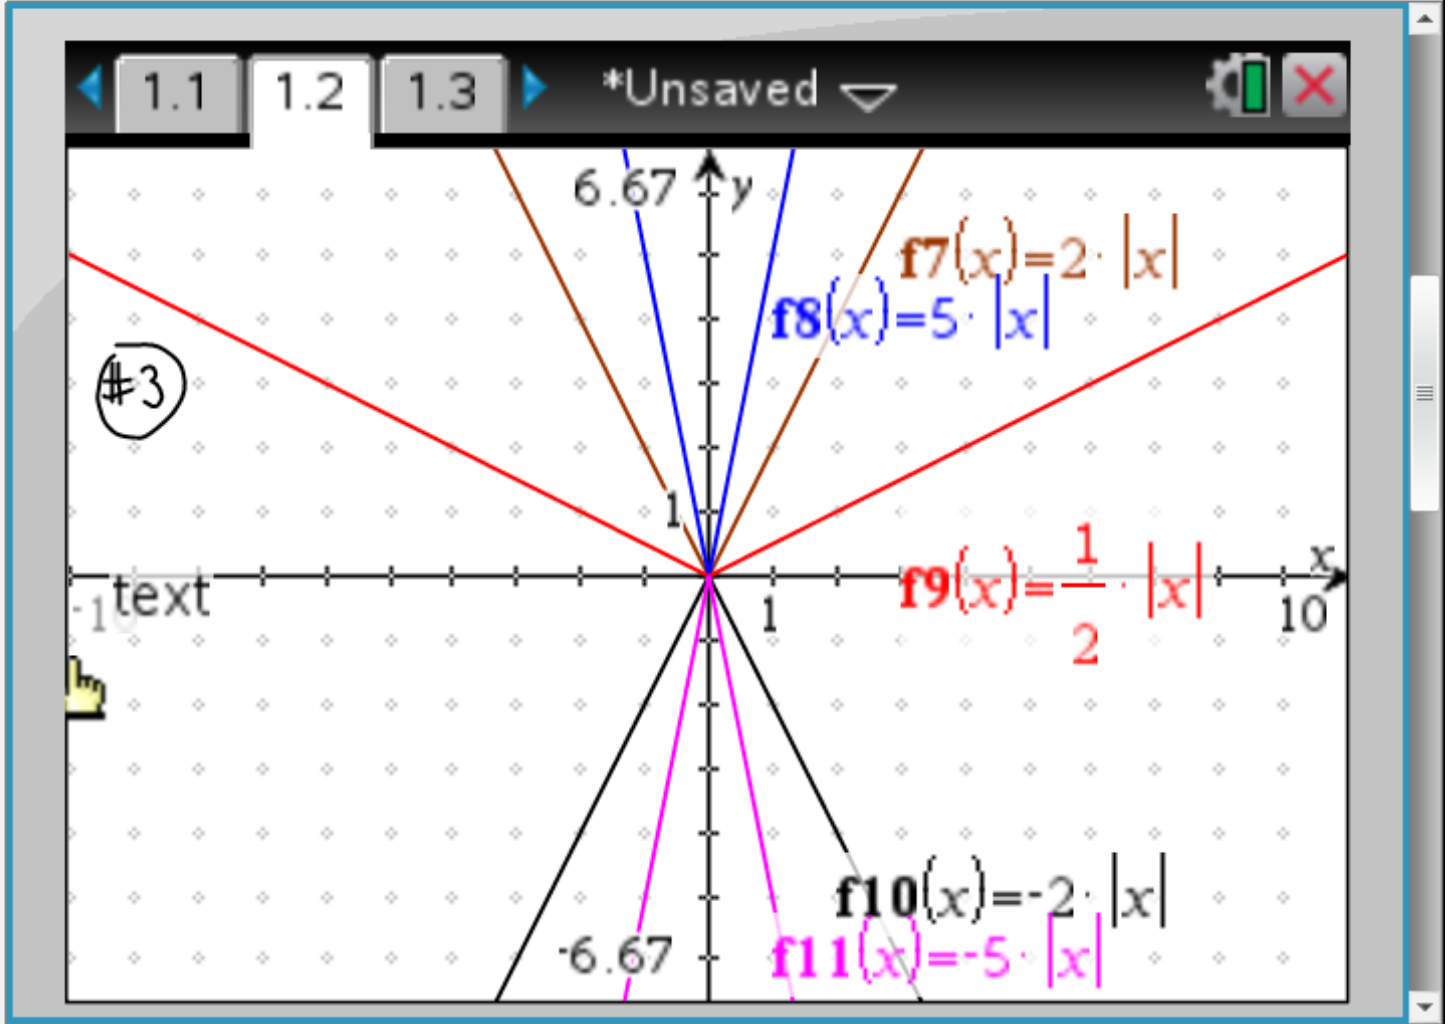 1.1 1.2 1.3 *Unsaved
6.67 y
f7(x)=2·|x|
f8(x)=5·|x|
#3
1
f9(x)=1/2·|x|
x
text
1
10
f10(x)=-2·|x|
-6.67
f11(x)=-5·|x|